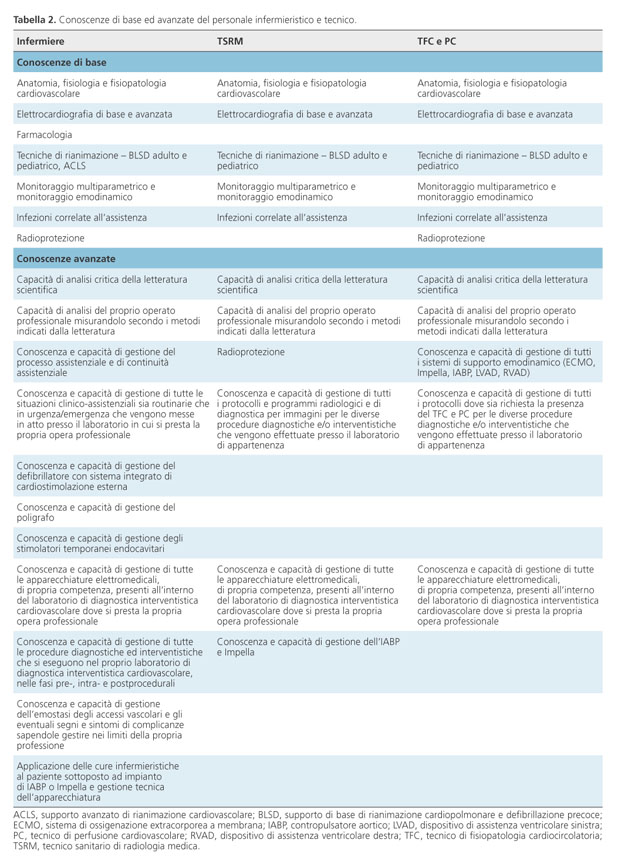 Tabella 2. Conoscenze di base ed avanzate del personale infermieristico e tecnico.
Infermiere TSRM TFC e PC
Conoscenze di base
Anatomia, fisiologia e fisiopatologia Anatomia, fisiologia e fisiopatologia Anatomia, fisiologia e fisiopatologia
cardiovascolare cardiovascolare cardiovascolare
Elettrocardiografia di base e avanzata Elettrocardiografia di base e avanzata Elettrocardiografia di base e avanzata
Farmacologia
Tecniche di rianimazione – BLSD adulto e Tecniche di rianimazione – BLSD adulto e Tecniche di rianimazione – BLSD adulto e
pediatrico, ACLS pediatrico pediatrico
Monitoraggio multiparametrico e Monitoraggio multiparametrico e Monitoraggio multiparametrico e
monitoraggio emodinamico monitoraggio emodinamico monitoraggio emodinamico
Infezioni correlate all'assistenza Infezioni correlate all'assistenza Infezioni correlate all'assistenza
Radioprotezione Radioprotezione
Conoscenze avanzate
Capacità di analisi critica della letteratura Capacità di analisi critica della letteratura Capacità di analisi critica della letteratura
scientifica scientifica scientifica
Capacità di analisi del proprio operato Capacità di analisi del proprio operato Capacità di analisi del proprio operato
professionale misurandolo secondo i metodi professionale misurandolo secondo i metodi professionale misurandolo secondo i
indicati dalla letteratura indicati dalla letteratura metodi indicati dalla letteratura
Conoscenza e capacità di gestione del Radioprotezione Conoscenza e capacità di gestione di tutti
processo assistenziale e di continuità i sistemi di supporto emodinamico (ECMO,
assistenziale Impella, IABP, LVAD, RVAD)
Conoscenza e capacità di gestione di tutte le Conoscenza e capacità di gestione di tutti Conoscenza e capacità di gestione di tutti
situazioni clinico-assistenziali sia routinarie che i protocolli e programmi radiologici e di i protocolli dove sia richiesta la presenza
in urgenza/emergenza che vengono messe diagnostica per immagini per le diverse del TFC e PC per le diverse procedure
in atto presso il laboratorio in cui si presta la procedure diagnostiche e/o interventistiche diagnostiche e/o interventistiche che
propria opera professionale che vengono effettuate presso il laboratorio vengono effettuate presso il laboratorio
di appartenenza di appartenenza
Conoscenza e capacità di gestione del
defibrillatore con sistema integrato di
cardiostimolazione esterna
Conoscenza e capacità di gestione del
poligrafo
Conoscenza e capacità di gestione degli
stimolatori temporanei endocavitari
Conoscenza e capacità di gestione di tutte Conoscenza e capacità di gestione di tutte Conoscenza e capacità di gestione di tutte
le apparecchiature elettromedicali, le apparecchiature elettromedicali, le apparecchiature elettromedicali,
di propria competenza, presenti all'interno di propria competenza, presenti all'interno di propria competenza, presenti all'interno
del laboratorio di diagnostica interventistica del laboratorio di diagnostica interventistica del laboratorio di diagnostica interventistica
cardiovascolare dove si presta la propria cardiovascolare dove si presta la propria cardiovascolare dove si presta la propria
opera professionale opera professionale opera professionale
Conoscenza e capacità di gestione di tutte Conoscenza e capacità di gestione dell'IABP
le procedure diagnostiche ed interventistiche e Impella
che si eseguono nel proprio laboratorio di
diagnostica interventistica cardiovascolare,
nelle fasi pre-, intra- e postprocedurali
Conoscenza e capacità di gestione
dell'emostasi degli accessi vascolari e gli
eventuali segni e sintomi di complicanze
sapendole gestire nei limiti della propria
professione
Applicazione delle cure infermieristiche
al paziente sottoposto ad impianto
di IABP o Impella e gestione tecnica
dell'apparecchiatura
ACLS, supporto avanzato di rianimazione cardiovascolare; BLSD, supporto di base di rianimazione cardiopolmonare e defibrillazione precoce;
ECMO, sistema di ossigenazione extracorporea a membrana; IABP, contropulsatore aortico; LVAD, dispositivo di assistenza ventricolare sinistra;
PC, tecnico di perfusione cardiovascolare; RVAD, dispositivo di assistenza ventricolare destra; TFC, tecnico di fisiopatologia cardiocircolatoria;
TSRM, tecnico sanitario di radiologia medica.